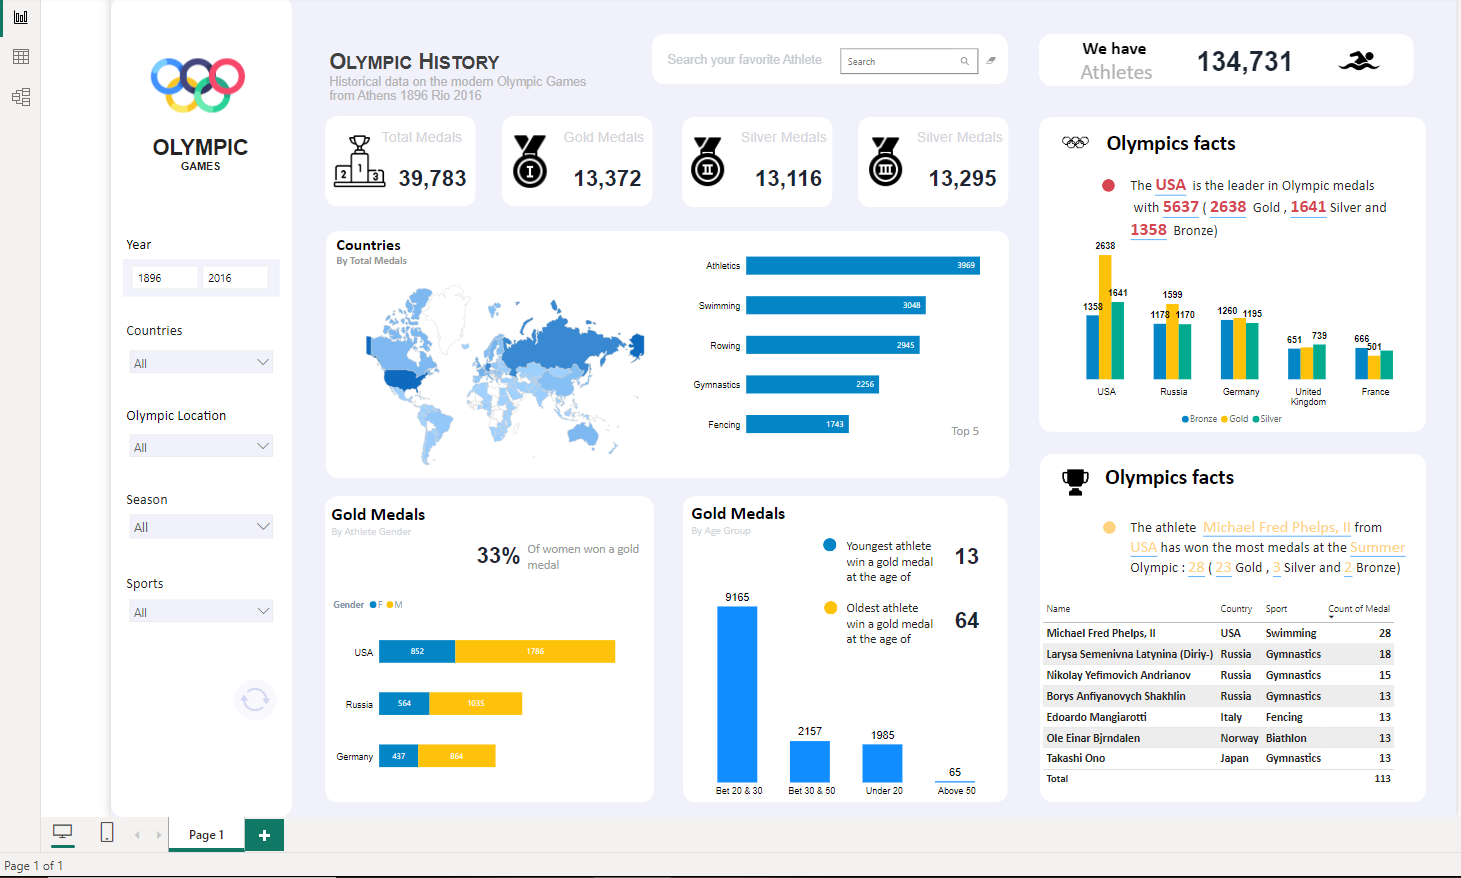 OLYMPIC
GAMES
Year
1896 2016
Countries
All
Olympic Location
All
Season
All
Sports
All
OLYMPIC HISTORY
Historical data on the modern Olympic Games
from Athens 1896 Rio 2016
Search your favorite Athlete
Search
We have
Athletes
134,731
Total Medals
2 1 3
39,783
Gold Medals
I
13,372
Silver Medals
II
13,116
Silver Medals
III
13,295
Countries
By Total Medals
Athletics 3969
Swimming 3048
Rowing 2945
Gymnastics 2256
Fencing 1743
Top 5
Olympics facts
The USA is the leader in Olympic medals
with 5637 ( 2638 Gold , 1641 Silver and
1358 Bronze)
1358 2638 1641
1178 1599 1170
1260 1195
651 739
666 501
USA Russia Germany United Kingdom France
Bronze Gold Silver
Gold Medals
By Athlete Gender
33% Of women won a gold
medal
Gender F M
USA 852 1786
Russia 564 1035
Germany 437 864
Gold Medals
By Age Group
Youngest athlete
win a gold medal
at the age of
13
Oldest athlete
win a gold medal
at the age of
64
9165 2157 1985 65
Bet 20 & 30 Bet 30 & 50 Under 20 Above 50
Olympics facts
The athlete Michael Fred Phelps, II from
USA has won the most medals at the Summer
Olympic : 28 ( 23 Gold , 3 Silver and 2 Bronze)
Name Country Sport Count of Medal
Michael Fred Phelps, II USA Swimming 28
Larysa Semenivna Latynina (Diriy-) Russia Gymnastics 18
Nikolay Yefimovich Andrianov Russia Gymnastics 15
Borys Anfiyanovych Shakhlin Russia Gymnastics 13
Edoardo Mangiarotti Italy Fencing 13
Ole Einar Bjrndalen Norway Biathlon 13
Takashi Ono Japan Gymnastics 13
Total 113
Page 1
+
Page 1 of 1